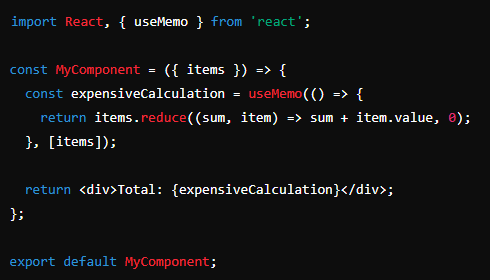 import React, { useMemo } from 'react';
const MyComponent = ({ items }) => {
  const expensiveCalculation = useMemo(() => {
    return items.reduce((sum, item) => sum + item.value, 0);
  }, [items]);
  return <div>Total: {expensiveCalculation}</div>;
};
export default MyComponent;